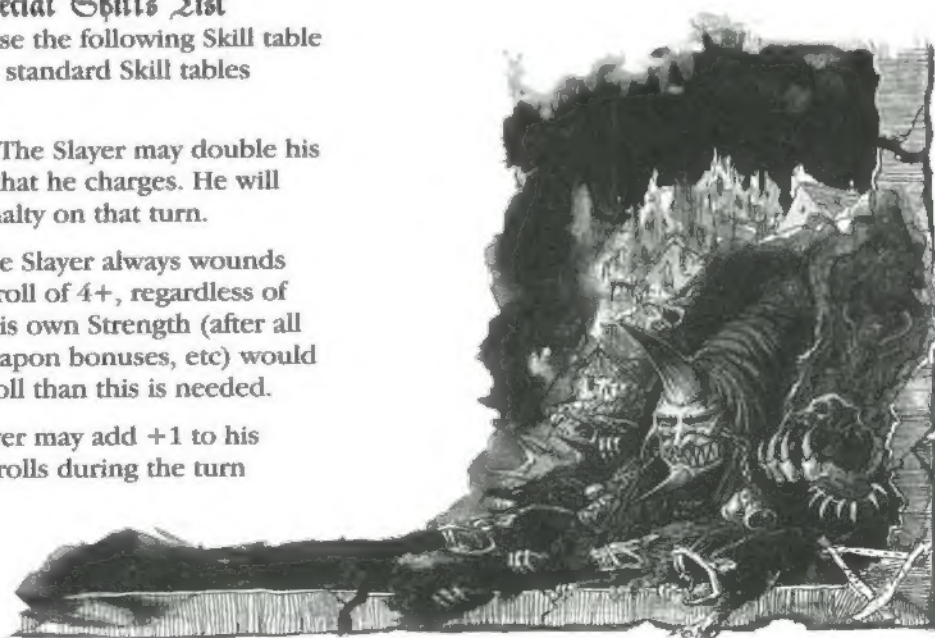 ecial Skills List
se the following Skill table
standard Skill tables
The Slayer may double his
hat he charges. He will
alty on that turn.
e Slayer always wounds
roll of 4+, regardless of
is own Strength (after all
apon bonuses, etc) would
oll than this is needed.
er may add +1 to his
rolls during the turn